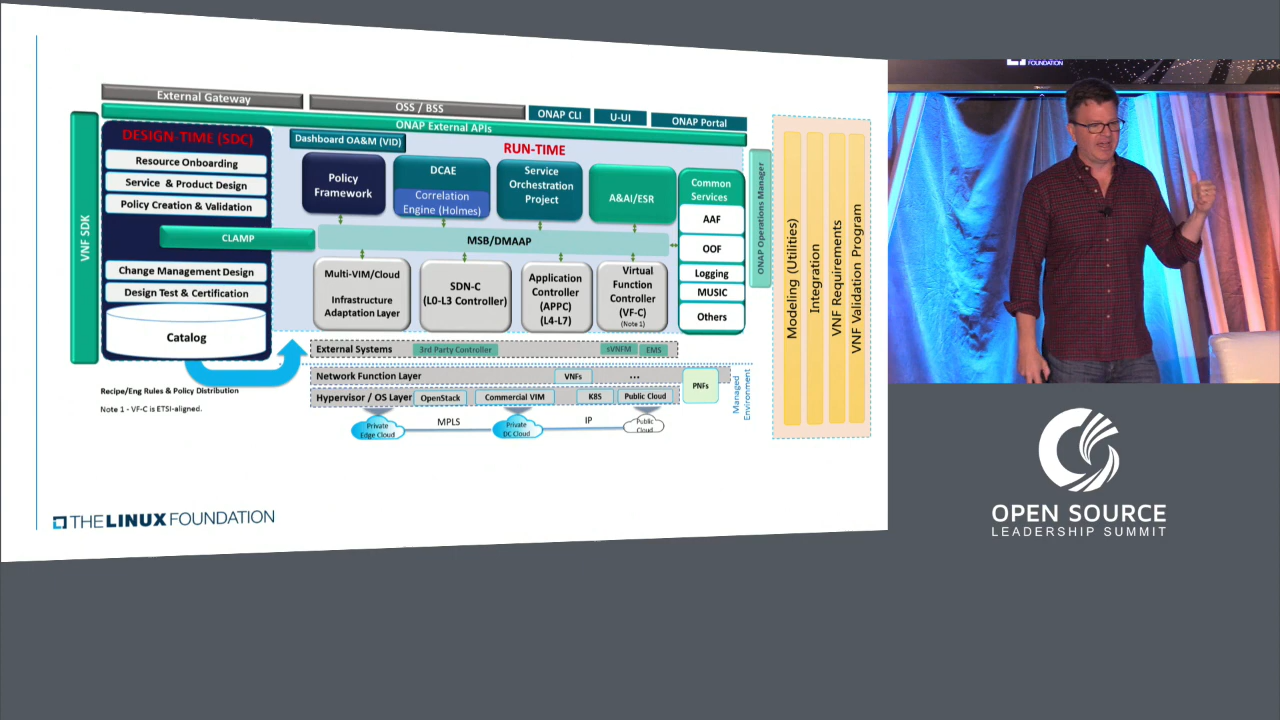 External Gateway
OSS / BSS
ONAP CLI
U-UI
ONAP Portal
ONAP External APIs
VNF SDK
DESIGN-TIME (SDC)
Resource Onboarding
Service & Product Design
Policy Creation & Validation
CLAMP
Change Management Design
Design Test & Certification
Catalog
Recipe/Eng Rules & Policy Distribution
Note 1 - VF-C is ETSI-aligned.
Dashboard OA&M (VID)
RUN-TIME
Policy
Framework
DCAE
Correlation
Engine (Holmes)
Service
Orchestration
Project
A&AI/ESR
MSB/DMAAP
Multi-VIM/Cloud
Infrastructure
Adaptation Layer
SDN-C
(L0-L3 Controller)
Application
Controller
(APPC)
(L4-L7)
Virtual
Function
Controller
(VF-C)
(Note 1)
Common
Services
AAF
OOF
Logging
MUSIC
Others
ONAP Operations Manager
External Systems
3rd Party Controller
sVNFM
EMS
Network Function Layer
VNFs
...
PNFs
Hypervisor / OS Layer
OpenStack
Commercial VIM
K8S
Public Cloud
Managed
Environment
Private
Edge Cloud
MPLS
Private
DC Cloud
IP
Public
Cloud
Modeling (Utilities)
Integration
VNF Requirements
VNF Validation Program
THE LINUX FOUNDATION
FOUNDATION
OPEN SOURCE
LEADERSHIP SUMMIT